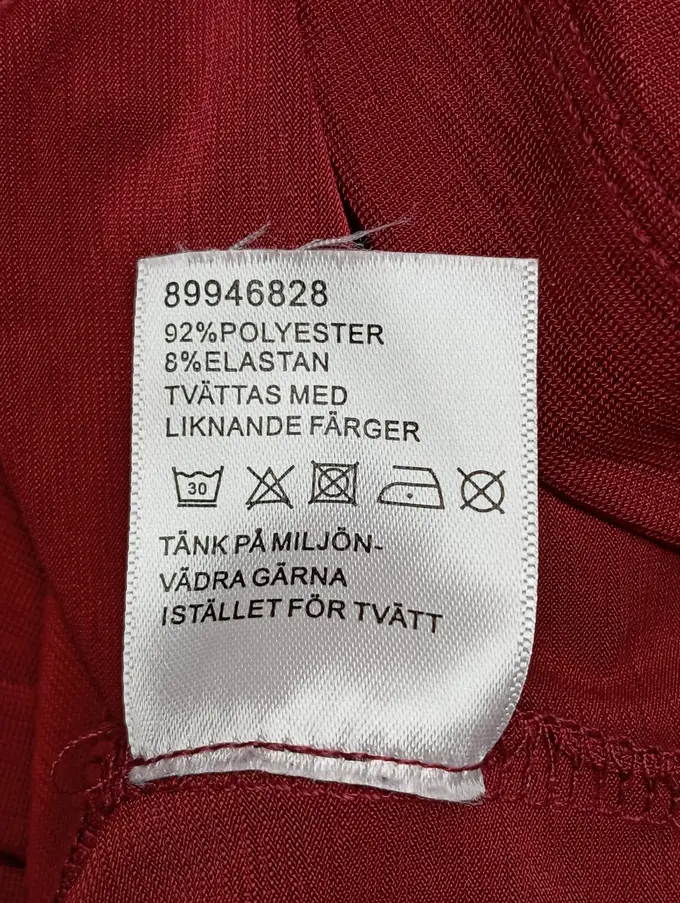 89946828
92%POLYESTER
8%ELASTAN
TVÄTTAS MED
LIKNANDE FÄRGER
30
TÄNK PÅ MILJÖN-
VÄDRA GÄRNA
ISTÄLLET FÖR TVÄTT